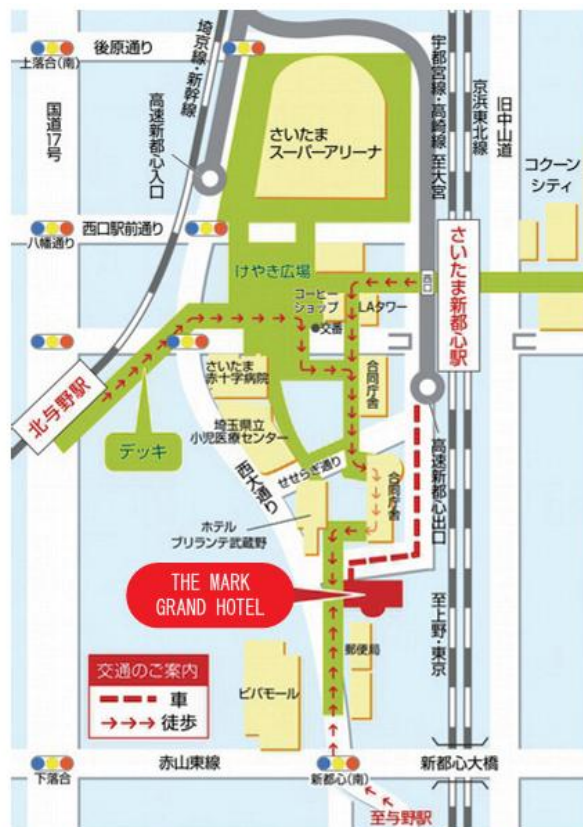 後原通り
上落合(南)
国道17号
埼京線・新幹線
高速新都心入口
さいたま
スーパーアリーナ
宇都宮線・高崎線 至大宮
京浜東北線
旧中山道
コクーン
シティ
西口駅前通り
八幡通り
けやき広場
コーヒー
ショップ
LAタワー
●交番
西口
さいたま新都心駅
北与野駅
デッキ
さいたま
赤十字病院
埼玉県立
小児医療センター
合同庁舎
西大通り
せせらぎ通り
合同庁舎
高速新都心出口
ホテル
ブリランテ武蔵野
THE MARK
GRAND HOTEL
至上野・東京
郵便局
ビバモール
交通のご案内
車
徒歩
下落合
赤山東線
新都心(南)
新都心大橋
至与野駅